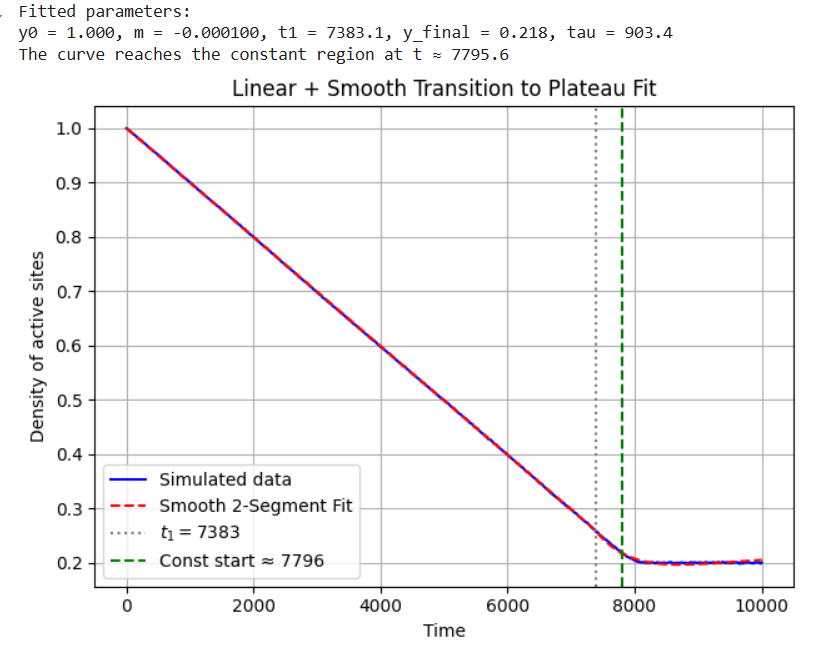 Fitted parameters:
y0 = 1.000, m = -0.000100, t1 = 7383.1, y_final = 0.218, tau = 903.4
The curve reaches the constant region at t ≈ 7795.6
Linear + Smooth Transition to Plateau Fit
1.0
0.9
0.8
0.7
0.6
0.5
0.4
0.3
0.2
Density of active sites
Simulated data
Smooth 2-Segment Fit
t₁ = 7383
Const start ≈ 7796
0 2000 4000 6000 8000 10000
Time